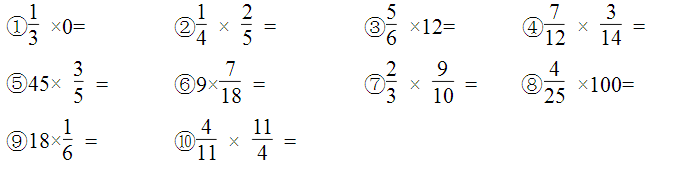 ①1/3 ×0= ②1/4 × 2/5 = ③5/6 ×12= ④7/12 × 3/14 =
⑤45× 3/5 = ⑥9×7/18= ⑦2/3 × 9/10 = ⑧4/25 ×100=
⑨18×1/6 = ⑩4/11 × 11/4 =